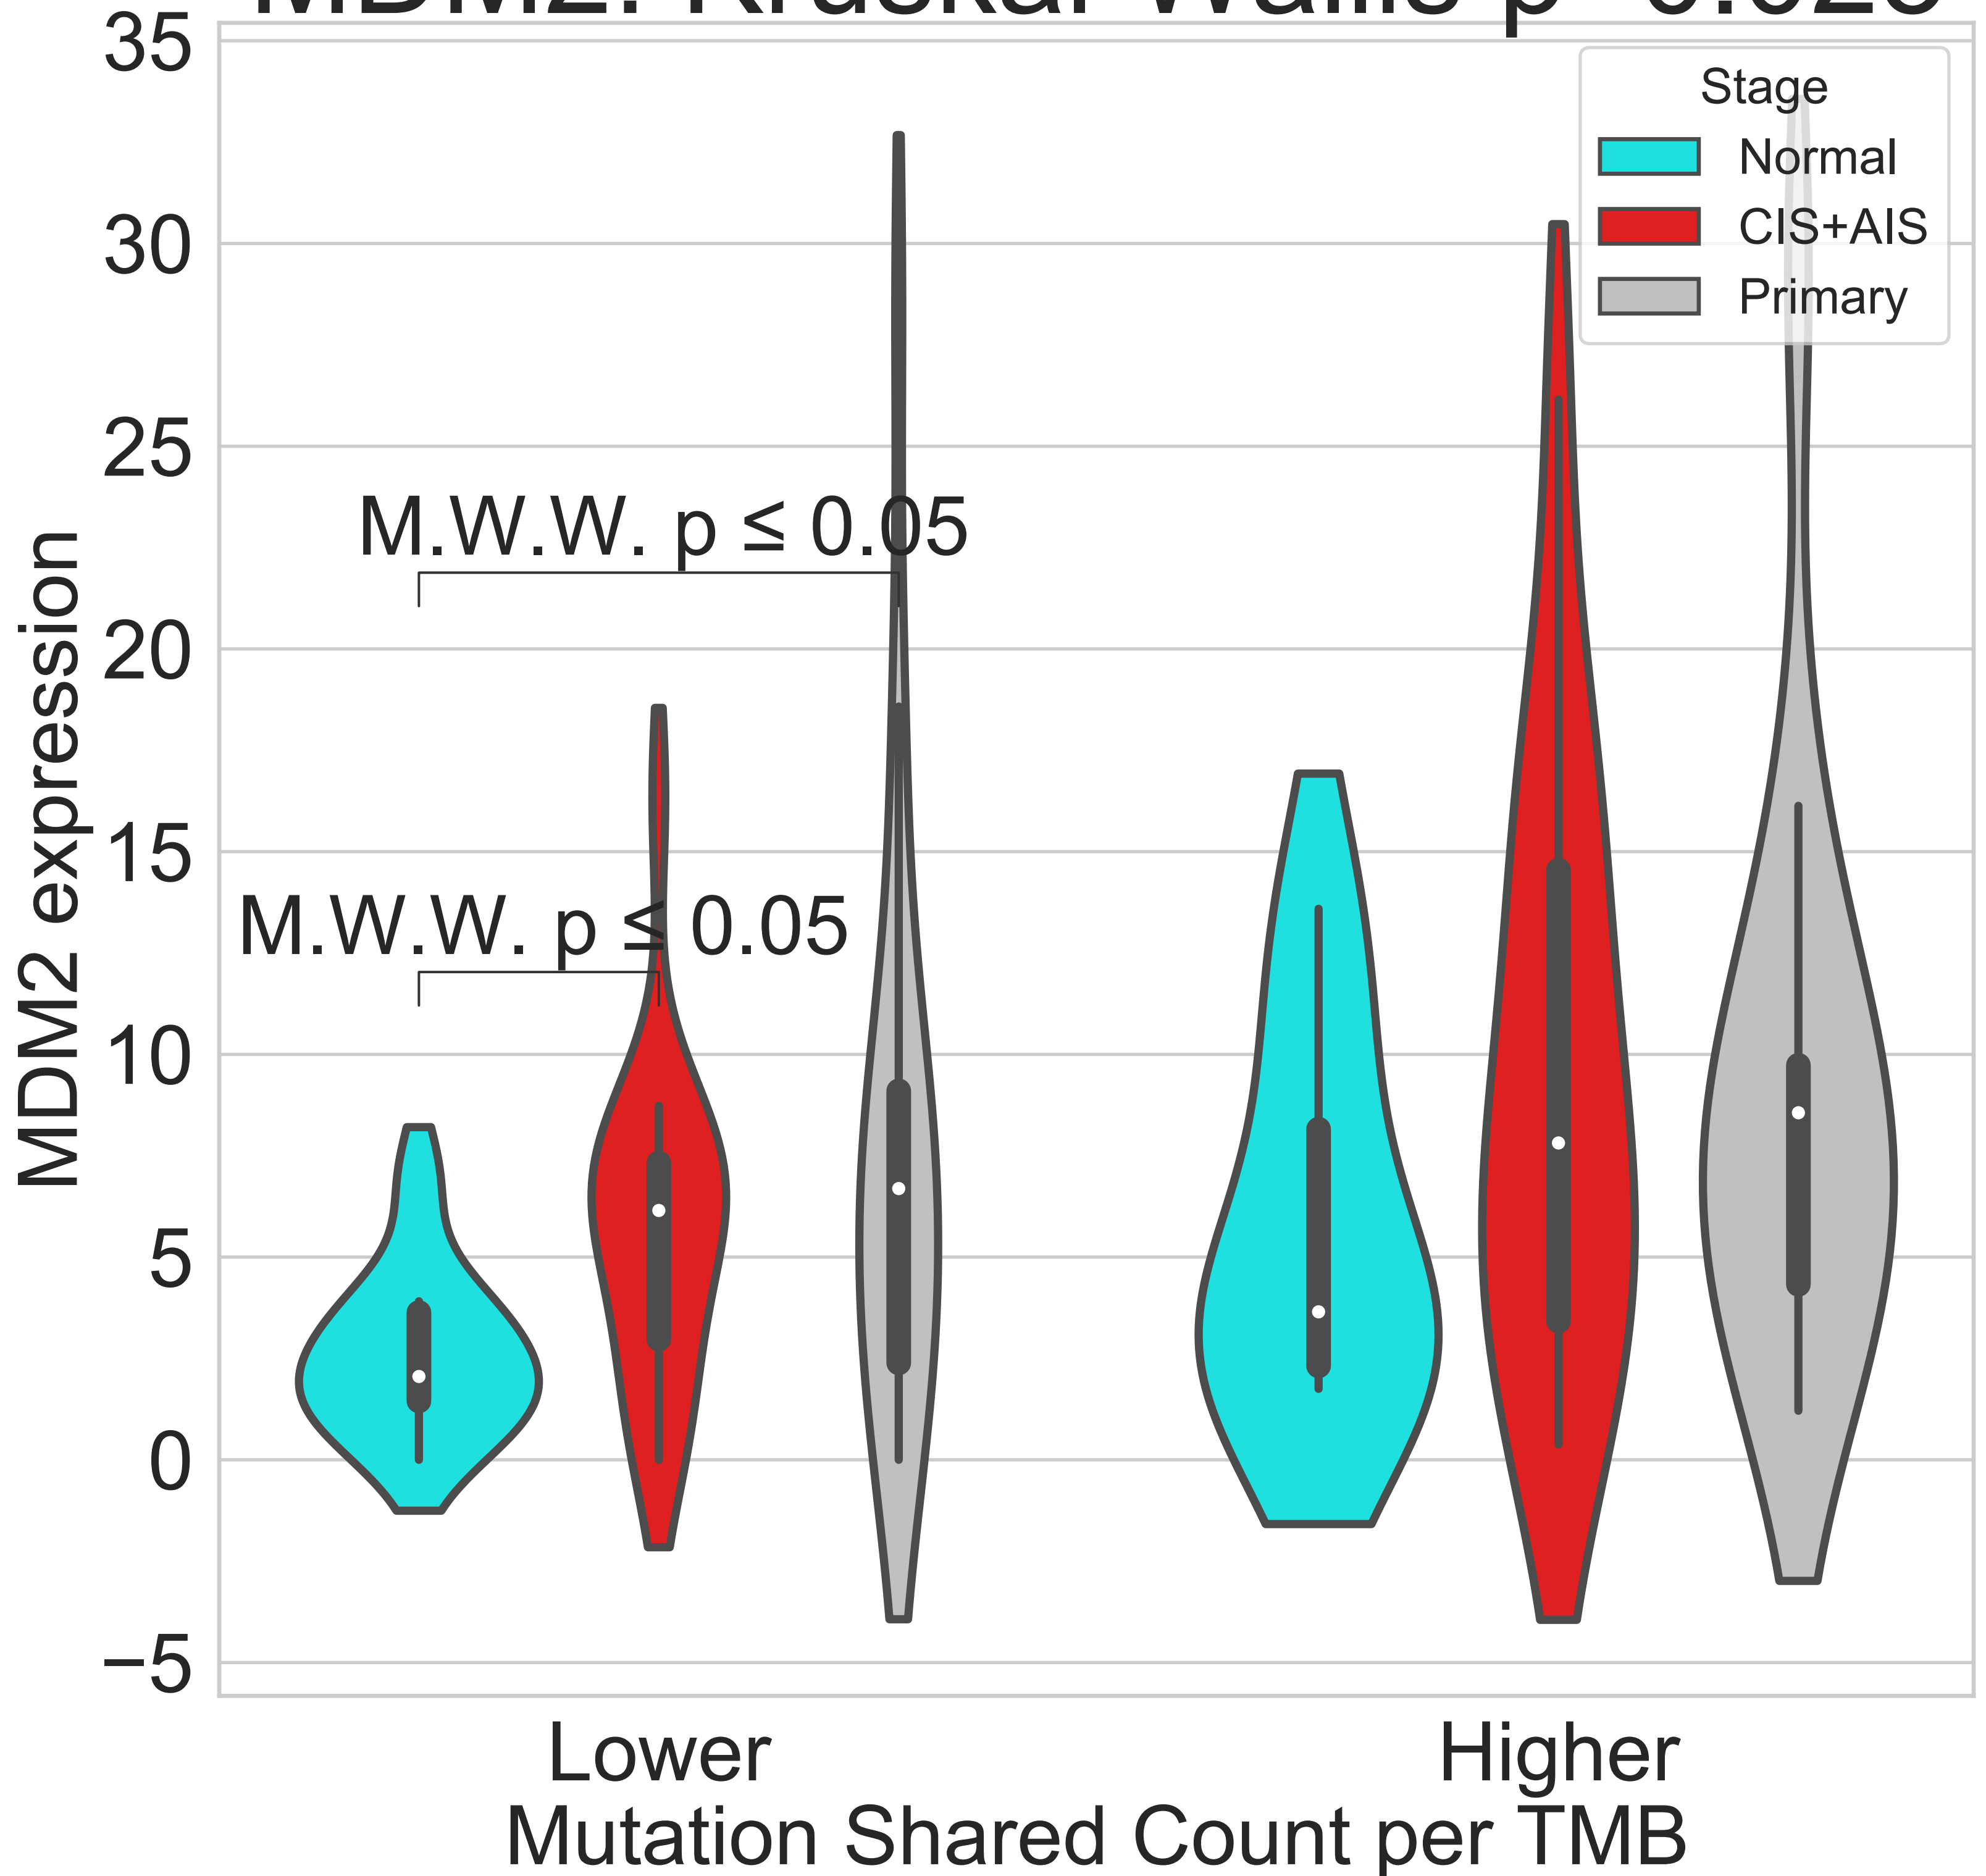 35
Stage
Normal
30
CIS+AIS
Primary
25
M.W.W. p ≤ 0.05
20
15
M.W.W. p ≤ 0.05
10
5
0
−5
MDM2 expression
Lower
Higher
Mutation Shared Count per TMB